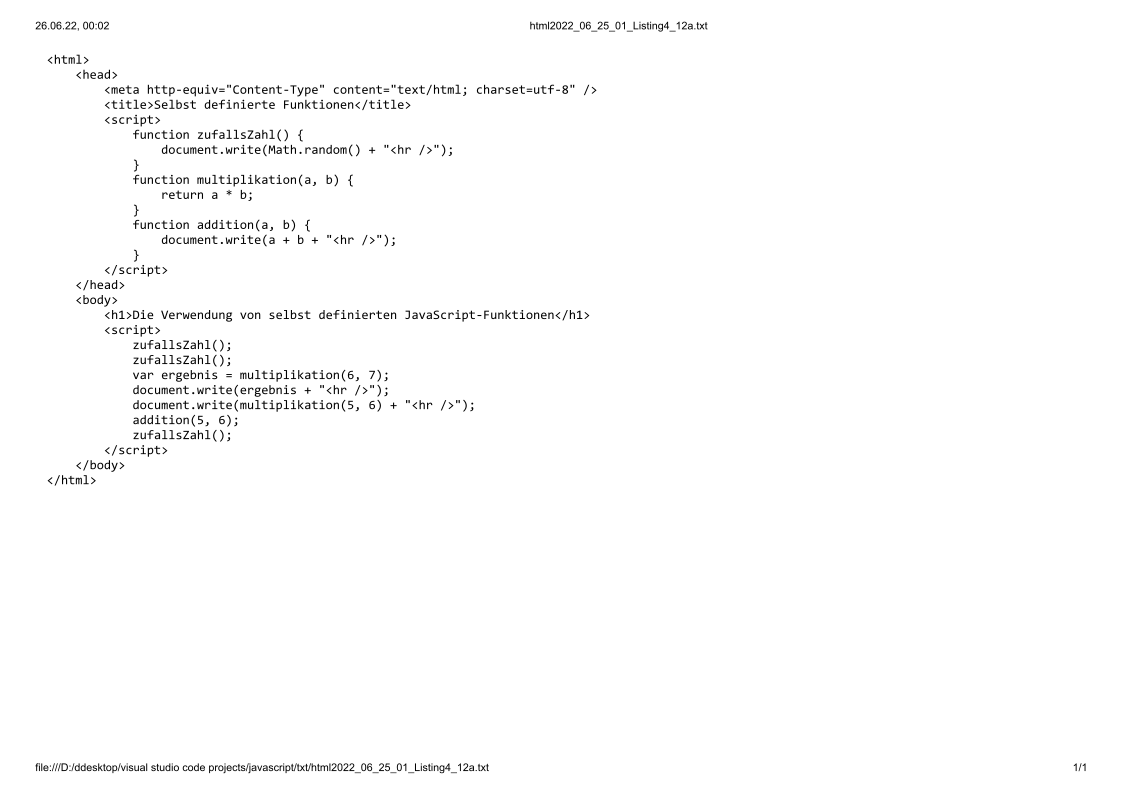 26.06.22, 00:02 html2022_06_25_01_Listing4_12a.txt
<html>
    <head>
        <meta http-equiv="Content-Type" content="text/html; charset=utf-8" />
        <title>Selbst definierte Funktionen</title>
        <script>
            function zufallsZahl() {
                document.write(Math.random() + "<hr />");
            }
            function multiplikation(a, b) {
                return a * b;
            }
            function addition(a, b) {
                document.write(a + b + "<hr />");
            }
        </script>
    </head>
    <body>
        <h1>Die Verwendung von selbst definierten JavaScript-Funktionen</h1>
        <script>
            zufallsZahl();
            zufallsZahl();
            var ergebnis = multiplikation(6, 7);
            document.write(ergebnis + "<hr />");
            document.write(multiplikation(5, 6) + "<hr />");
            addition(5, 6);
            zufallsZahl();
        </script>
    </body>
</html>
file:///D:/ddesktop/visual studio code projects/javascript/txt/html2022_06_25_01_Listing4_12a.txt 1/1